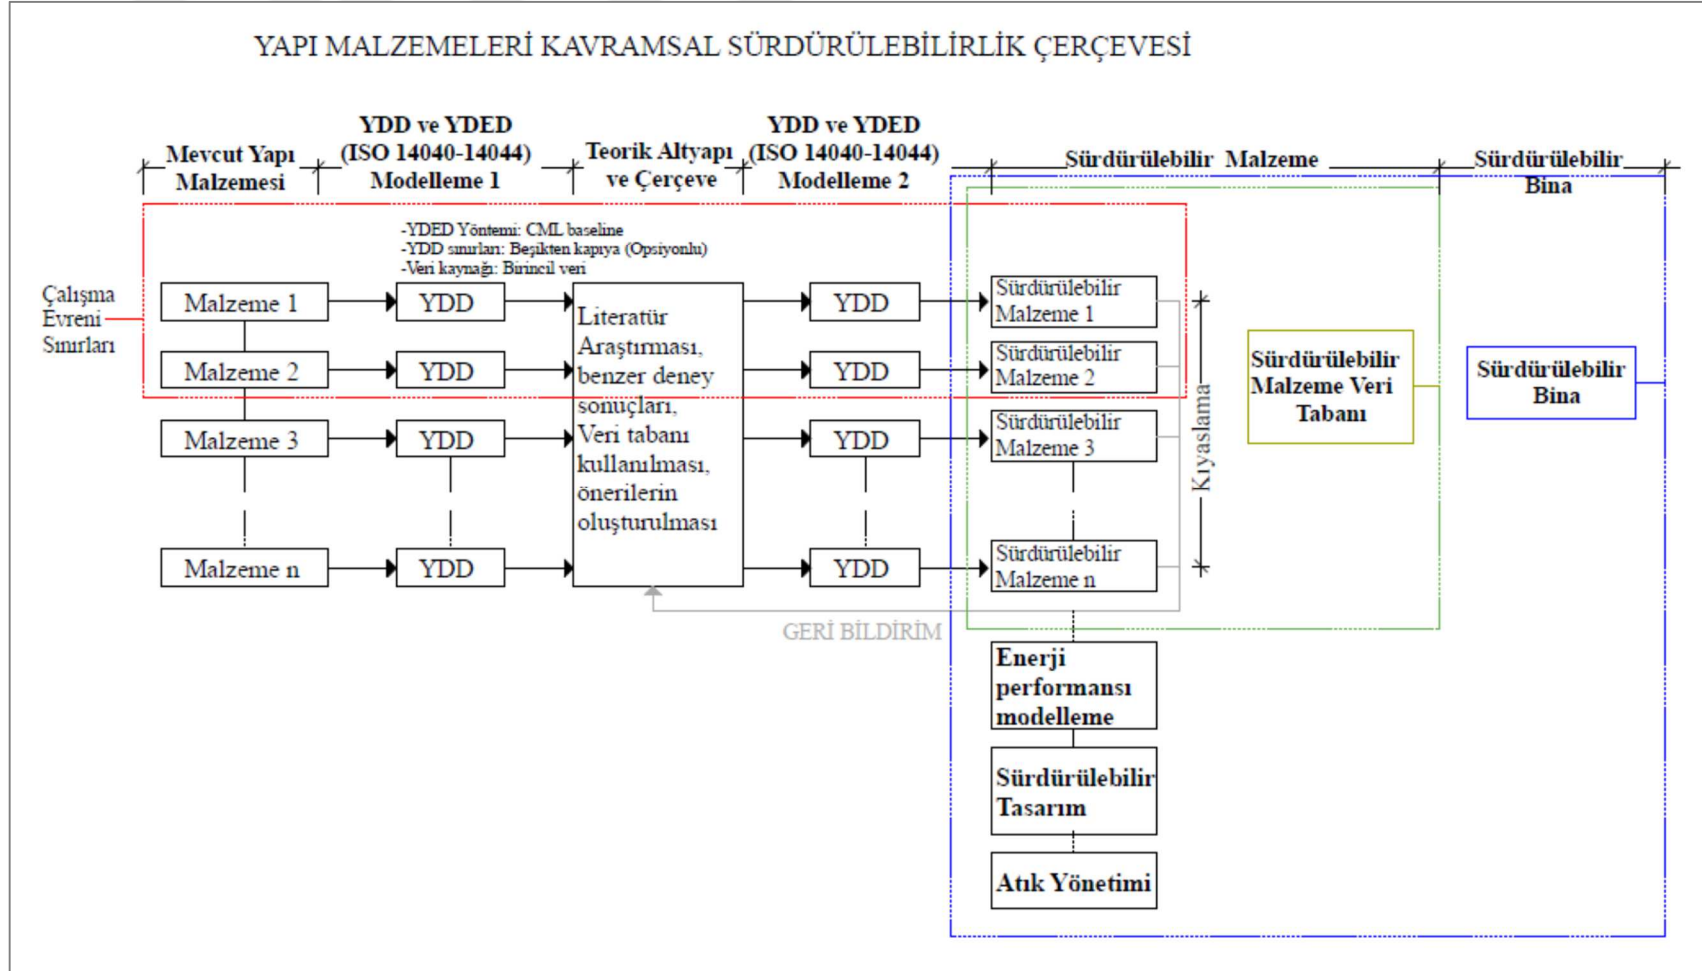 YAPI MALZEMELERİ KAVRAMSAL SÜRDÜRÜLEBİLİRLİK ÇERÇEVESİ
Mevcut Yapı
Malzemesi
YDD ve YDED
(ISO 14040-14044)
Modelleme 1
Teorik Altyapı
ve Çerçeve
YDD ve YDED
(ISO 14040-14044)
Modelleme 2
Sürdürülebilir Malzeme
Sürdürülebilir
Bina
-YDED Yöntemi: CML baseline
-YDD sınırları: Beşikten kapıya (Opsiyonlu)
-Veri kaynağı: Birincil veri
Çalışma
Evreni
Sınırları
Malzeme 1
YDD
Malzeme 2
YDD
Malzeme 3
YDD
Malzeme n
YDD
Literatür
Araştırması,
benzer deney
sonuçları,
Veri tabanı
kullanılması,
önerilerin
oluşturulması
YDD
Sürdürülebilir
Malzeme 1
YDD
Sürdürülebilir
Malzeme 2
YDD
Sürdürülebilir
Malzeme 3
YDD
Sürdürülebilir
Malzeme n
Kıyaslama
Sürdürülebilir
Malzeme Veri
Tabanı
Sürdürülebilir
Bina
GERİ BİLDİRİM
Enerji
performansı
modelleme
Sürdürülebilir
Tasarım
Atık Yönetimi